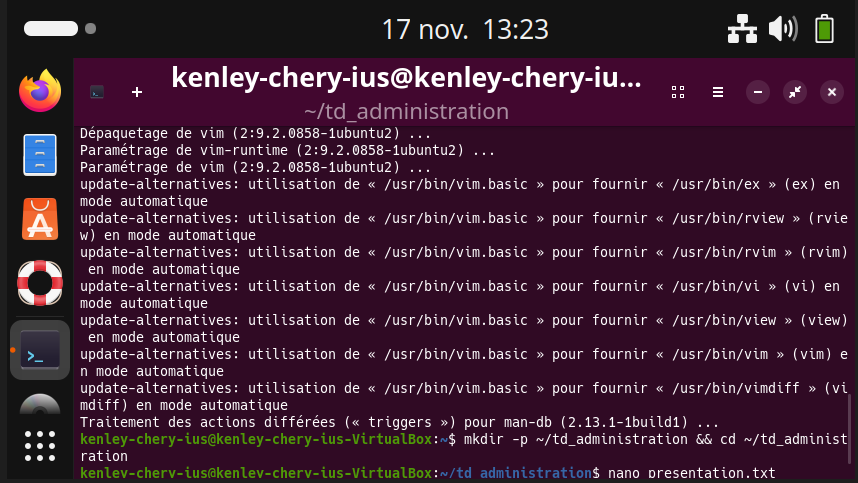 17 nov. 13:23
kenley-chery-ius@kenley-chery-iu...
~/td_administration
Dépaquetage de vim (2:9.2.0858-1ubuntu2) ...
Paramétrage de vim-runtime (2:9.2.0858-1ubuntu2) ...
Paramétrage de vim (2:9.2.0858-1ubuntu2) ...
update-alternatives: utilisation de « /usr/bin/vim.basic » pour fournir « /usr/bin/ex » (ex) en
mode automatique
update-alternatives: utilisation de « /usr/bin/vim.basic » pour fournir « /usr/bin/rview » (rvie
w) en mode automatique
update-alternatives: utilisation de « /usr/bin/vim.basic » pour fournir « /usr/bin/rvim » (rvim)
 en mode automatique
update-alternatives: utilisation de « /usr/bin/vim.basic » pour fournir « /usr/bin/vi » (vi) en
mode automatique
update-alternatives: utilisation de « /usr/bin/vim.basic » pour fournir « /usr/bin/view » (view)
 en mode automatique
update-alternatives: utilisation de « /usr/bin/vim.basic » pour fournir « /usr/bin/vim » (vim) e
n mode automatique
update-alternatives: utilisation de « /usr/bin/vim.basic » pour fournir « /usr/bin/vimdiff » (vi
mdiff) en mode automatique
Traitement des actions différées (« triggers ») pour man-db (2.13.1-1build1) ...
kenley-chery-ius@kenley-chery-ius-VirtualBox:~$ mkdir -p ~/td_administration && cd ~/td_administ
ration
kenley-chery-ius@kenley-chery-ius-VirtualBox:~/td_administration$ nano presentation.txt